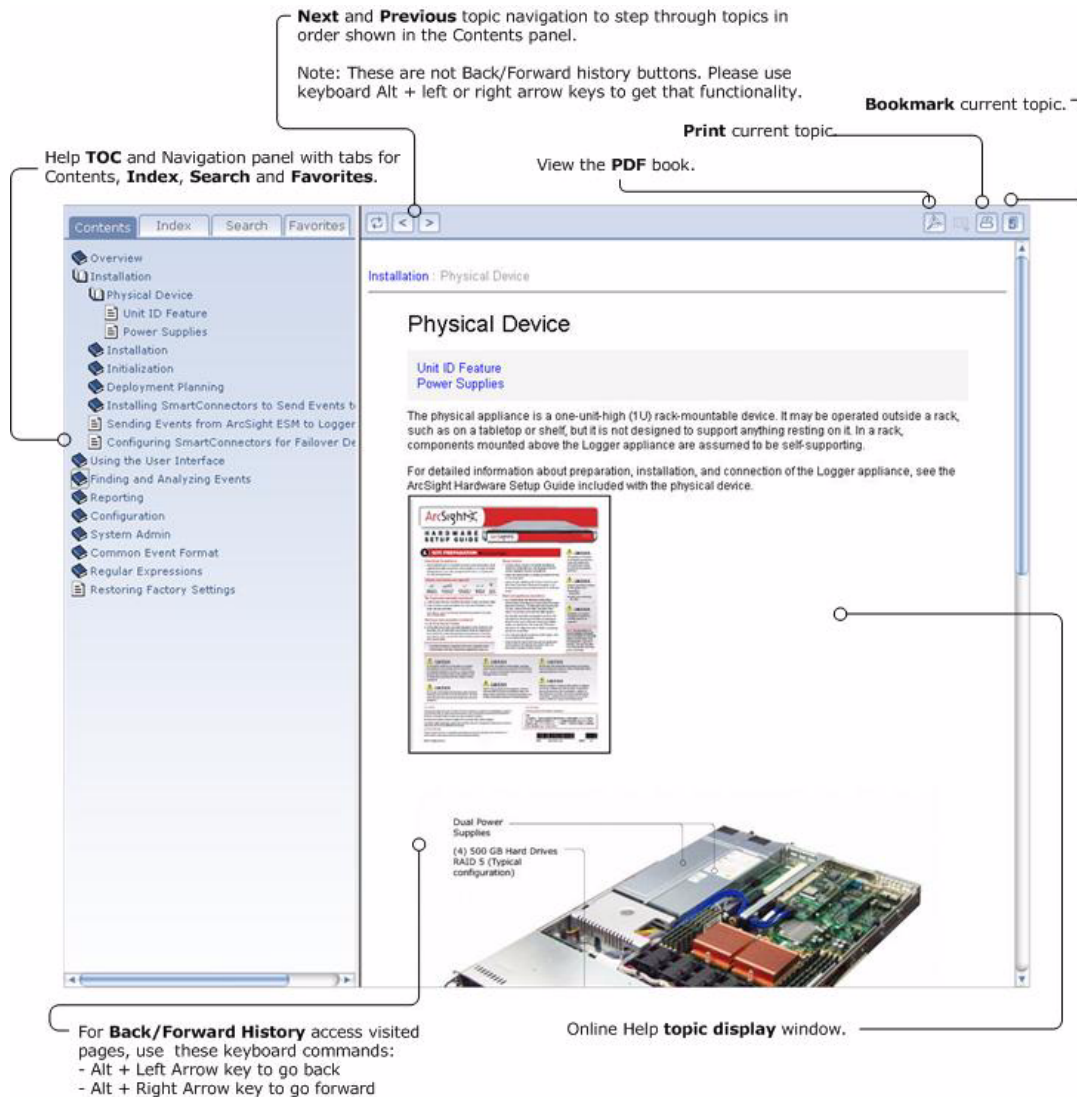 Next and Previous topic navigation to step through topics in
order shown in the Contents panel.
Note: These are not Back/Forward history buttons. Please use
keyboard Alt + left or right arrow keys to get that functionality.
Bookmark current topic.
Print current topic.
View the PDF book.
Help TOC and Navigation panel with tabs for
Contents, Index, Search and Favorites.
Contents
Index
Search
Favorites
Overview
Installation
Physical Device
Unit ID Feature
Power Supplies
Installation
Initialization
Deployment Planning
Installing SmartConnectors to Send Events t
Sending Events from ArcSight ESM to Logger
Configuring SmartConnectors for Failover De
Using the User Interface
Finding and Analyzing Events
Reporting
Configuration
System Admin
Common Event Format
Regular Expressions
Restoring Factory Settings
<
>
Installation : Physical Device
Physical Device
Unit ID Feature
Power Supplies
The physical appliance is a one-unit-high (1U) rack-mountable device. It may be operated outside a rack,
such as on a tabletop or shelf, but it is not designed to support anything resting on it. In a rack,
components mounted above the Logger appliance are assumed to be self-supporting.
For detailed information about preparation, installation, and connection of the Logger appliance, see the
ArcSight Hardware Setup Guide included with the physical device.
ArcSight
HARDWARE
SETUP GUIDE
ArcSight
SITE PREPARATION
Dual Power
Supplies
(4) 500 GB Hard Drives
RAID 5 (Typical
configuration)
For Back/Forward History access visited
pages, use these keyboard commands:
- Alt + Left Arrow key to go back
- Alt + Right Arrow key to go forward
Online Help topic display window.